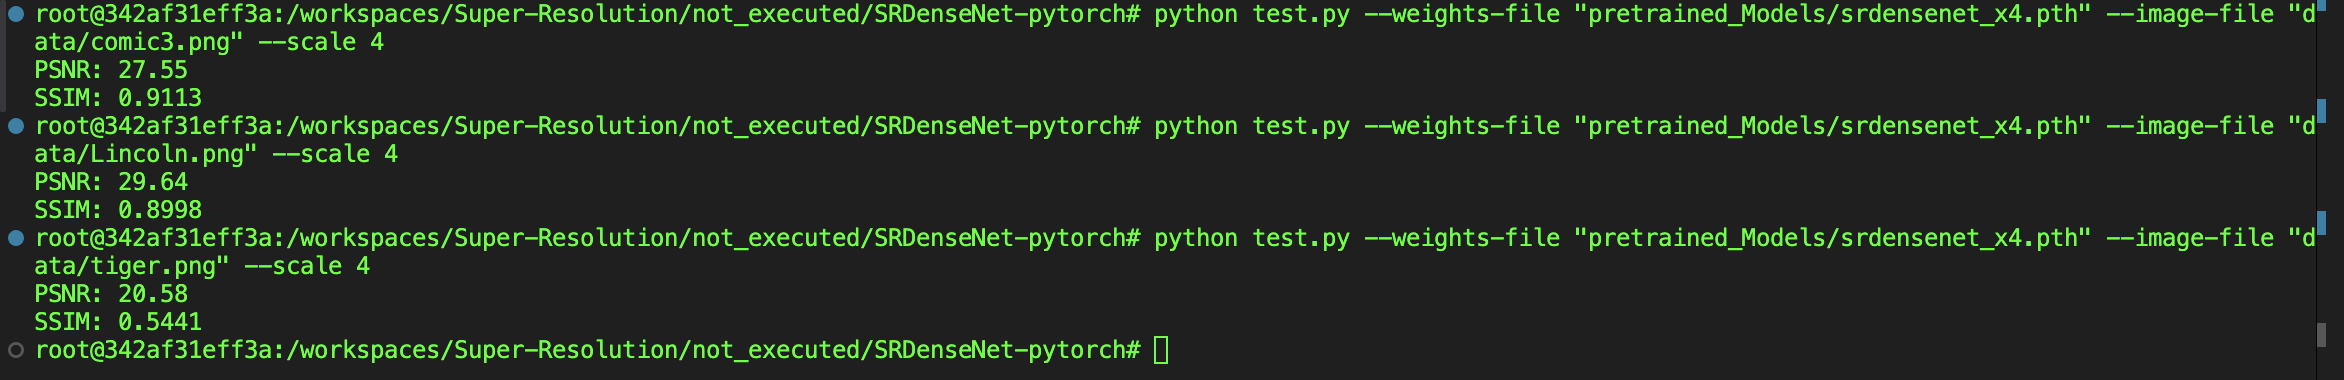 root@342af31eff3a:/workspaces/Super-Resolution/not_executed/SRDenseNet-pytorch# python test.py --weights-file "pretrained_Models/srdensenet_x4.pth" --image-file "d
ata/comic3.png" --scale 4
PSNR: 27.55
SSIM: 0.9113
root@342af31eff3a:/workspaces/Super-Resolution/not_executed/SRDenseNet-pytorch# python test.py --weights-file "pretrained_Models/srdensenet_x4.pth" --image-file "d
ata/Lincoln.png" --scale 4
PSNR: 29.64
SSIM: 0.8998
root@342af31eff3a:/workspaces/Super-Resolution/not_executed/SRDenseNet-pytorch# python test.py --weights-file "pretrained_Models/srdensenet_x4.pth" --image-file "d
ata/tiger.png" --scale 4
PSNR: 20.58
SSIM: 0.5441
root@342af31eff3a:/workspaces/Super-Resolution/not_executed/SRDenseNet-pytorch#